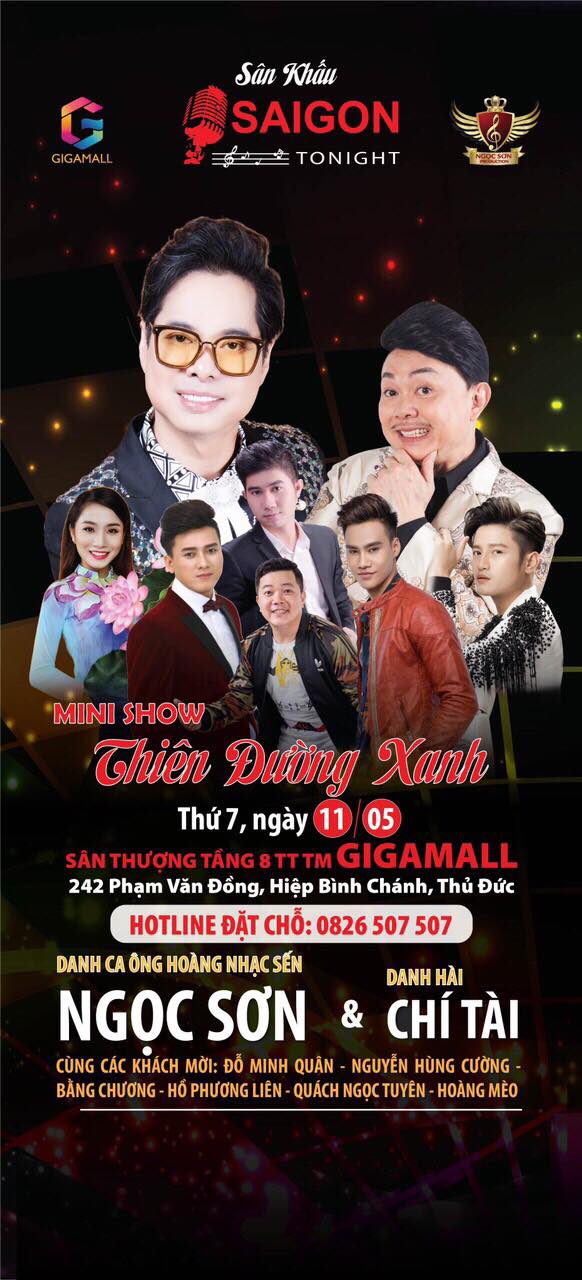 Sân Khấu
GIGAMALL
SAIGON
TONIGHT
NGỌC SƠN
PRODUCTION
MINI SHOW
Thiên Đường Xanh
Thứ 7, ngày 11/05
SÂN THƯỢNG TẦNG 8 TT TM GIGAMALL
242 Phạm Văn Đồng, Hiệp Bình Chánh, Thủ Đức
HOTLINE ĐẶT CHỖ: 0826 507 507
DANH CA ÔNG HOÀNG NHẠC SẾN
NGỌC SƠN
&
DANH HÀI
CHÍ TÀI
CÙNG CÁC KHÁCH MỜI: ĐỖ MINH QUÂN - NGUYỄN HÙNG CƯỜNG -
BẰNG CHƯƠNG - HỒ PHƯƠNG LIÊN - QUÁCH NGỌC TUYÊN - HOÀNG MÈO